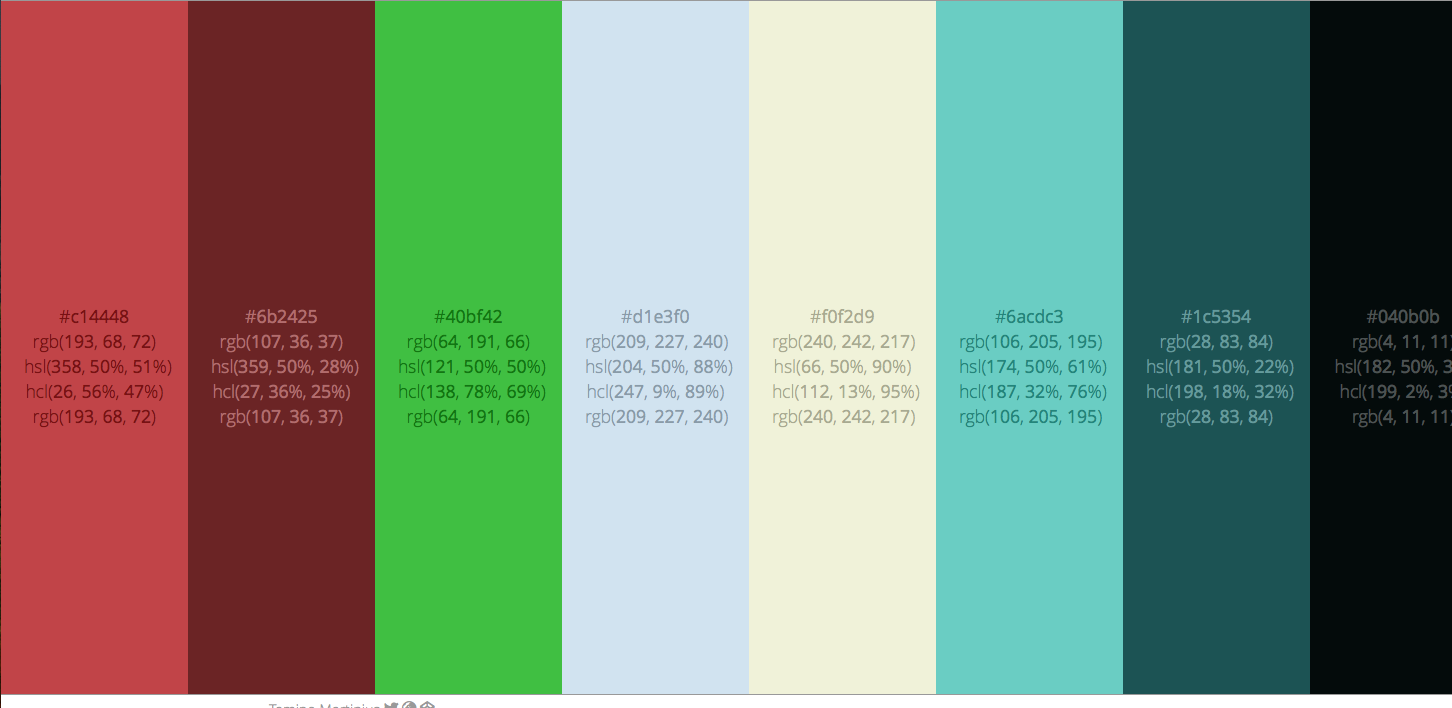 #c14448
rgb(193, 68, 72)
hsl(358, 50%, 51%)
hcl(26, 56%, 47%)
rgb(193, 68, 72)
#6b2425
rgb(107, 36, 37)
hsl(359, 50%, 28%)
hcl(27, 36%, 25%)
rgb(107, 36, 37)
#40bf42
rgb(64, 191, 66)
hsl(121, 50%, 50%)
hcl(138, 78%, 69%)
rgb(64, 191, 66)
#d1e3f0
rgb(209, 227, 240)
hsl(204, 50%, 88%)
hcl(247, 9%, 89%)
rgb(209, 227, 240)
#f0f2d9
rgb(240, 242, 217)
hsl(66, 50%, 90%)
hcl(112, 13%, 95%)
rgb(240, 242, 217)
#6acdc3
rgb(106, 205, 195)
hsl(174, 50%, 61%)
hcl(187, 32%, 76%)
rgb(106, 205, 195)
#1c5354
rgb(28, 83, 84)
hsl(181, 50%, 22%)
hcl(198, 18%, 32%)
rgb(28, 83, 84)
#040b0b
rgb(4, 11, 11)
hsl(182, 50%, 3
hcl(199, 2%, 3%
rgb(4, 11, 11)